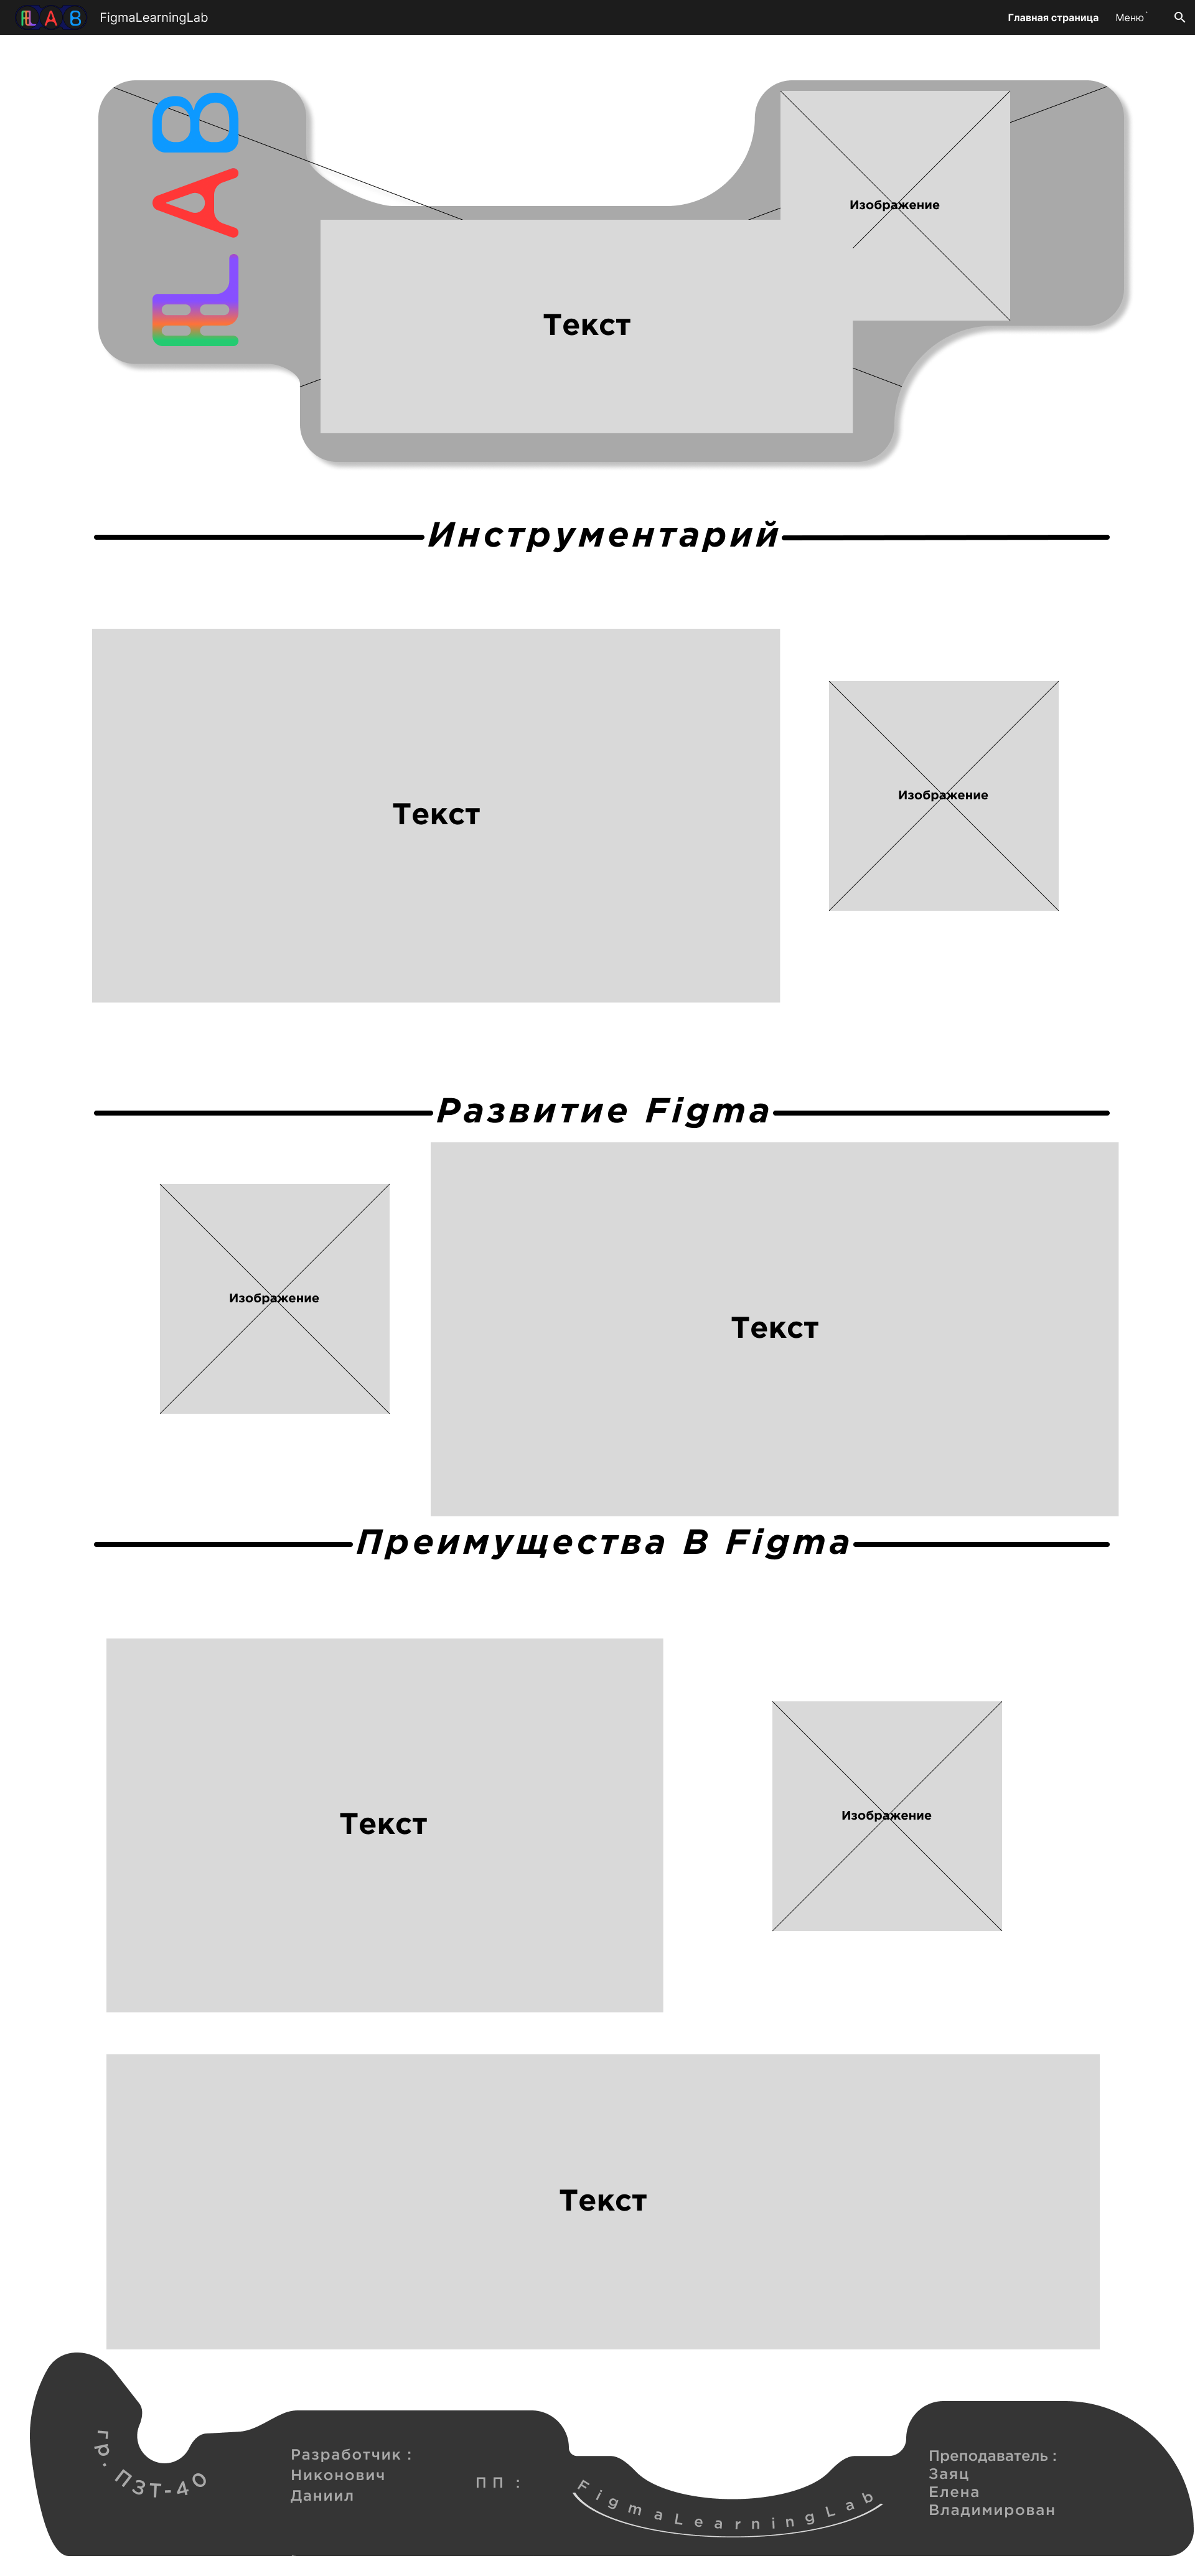 FLAB
FigmaLearningLab
Главная страница
Меню
FLAB
Изображение
Текст
Инструментарий
Текст
Изображение
Развитие Figma
Изображение
Текст
Преимущества В Figma
Текст
Изображение
Текст
гр. ПЗТ-40
Разработчик :
Никонович
Даниил
ПП :
FigmaLearningLab
Преподаватель :
Заяц
Елена
Владимирован